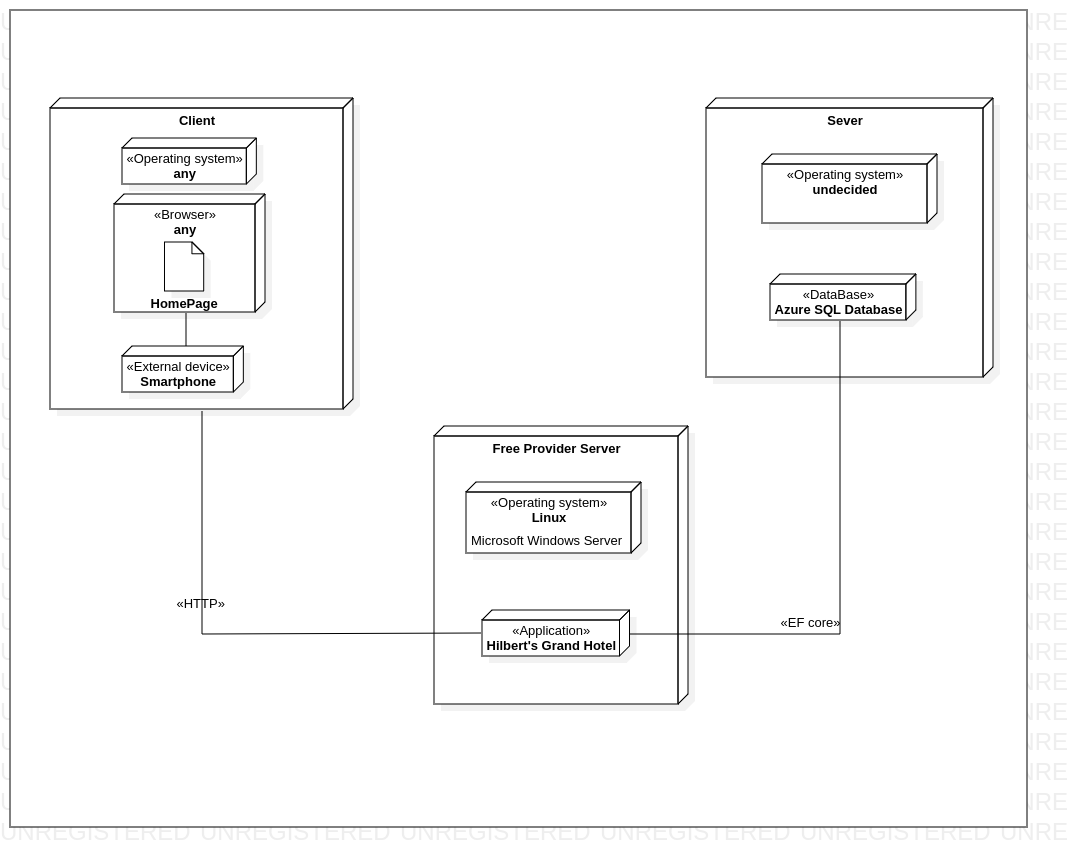 Client
«Operating system»
any
«Browser»
any
HomePage
«External device»
Smartphone
Sever
«Operating system»
undecided
«DataBase»
Azure SQL Database
Free Provider Server
«Operating system»
Linux
Microsoft Windows Server
«HTTP»
«Application»
Hilbert's Grand Hotel
«EF core»
UNREGISTERED UNREGISTERED UNREGISTERED UNREGISTERED UNREGISTERED UNRE